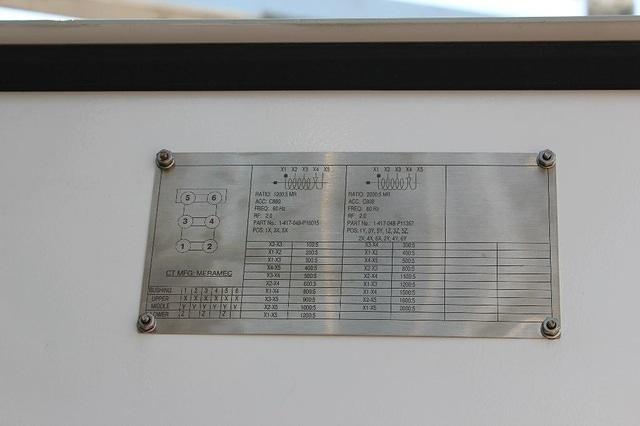 X1 X2 X3 X4 X5
RATIO: 1200:5 MR
ACC: C800
FREQ: 60 Hz
RF: 2.0
PART No.: 1-417-048-P10015
POS: 1X, 3X, 5X
X2-X3 100:5
X1-X2 200:5
X1-X3 300:5
X4-X5 400:5
X3-X4 500:5
X2-X4 600:5
X1-X4 800:5
X3-X5 900:5
X2-X5 1000:5
X1-X5 1200:5
X1 X2 X3 X4 X5
RATIO: 2000:5 MR
ACC: C800
FREQ: 60 Hz
RF: 2.0
PART No.: 1-417-048-P11357
POS: 1Y, 3Y, 5Y, 1Z, 3Z, 5Z,
2X, 4X, 6X, 2Y, 4Y, 6Y
X3-X4 300:5
X1-X2 400:5
X4-X5 500:5
X2-X3 800:5
X2-X4 1100:5
X1-X3 1200:5
X1-X4 1500:5
X2-X5 1600:5
X1-X5 2000:5
5 6
3 4
1 2
CT MFG: MERAMEC
BUSHING 1 2 3 4 5 6
UPPER X X X X X X
MIDDLE Y Y Y Y Y Y
LOWER Z Z Z